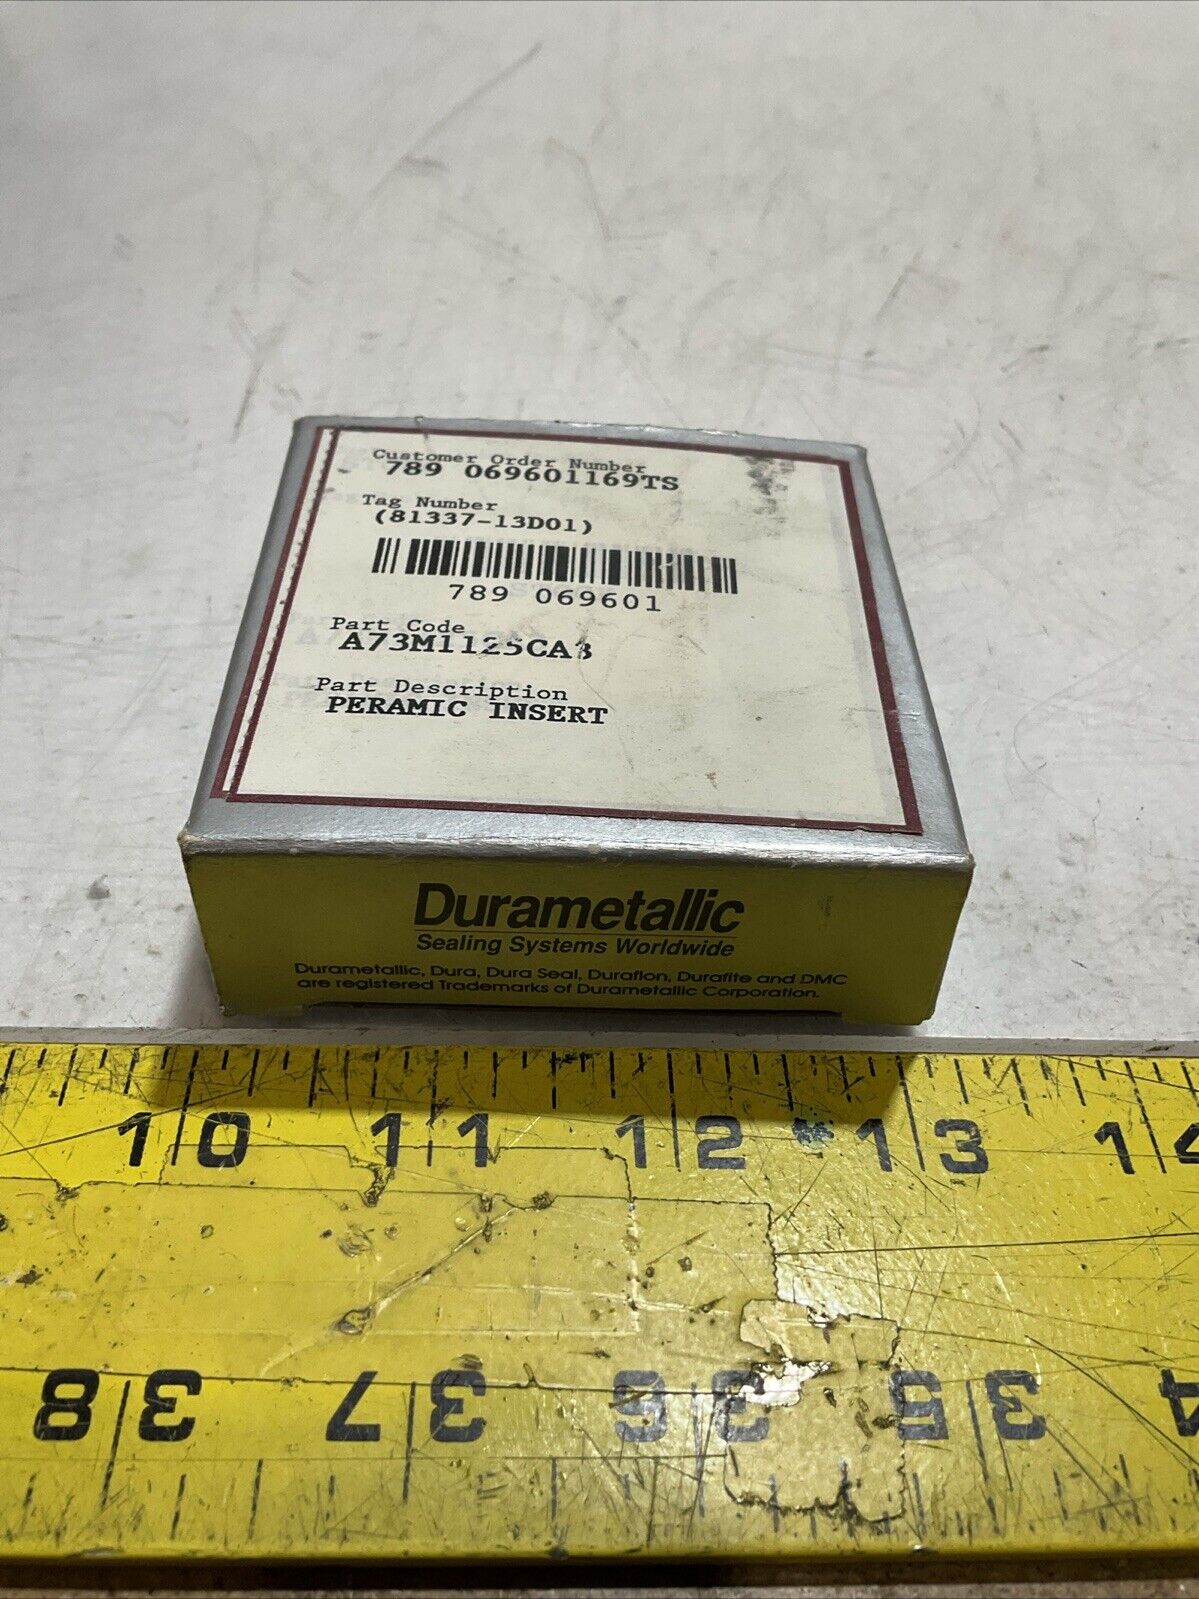 Customer Order Number
789 069601169TS
Tag Number
(81337-13D01)
789 069601
Part Code
A73M1125CA3
Part Description
PERAMIC INSERT
Durametallic
Sealing Systems Worldwide
Durametallic, Dura, Dura Seal, Duraflon, Durafite and DMC
are registered Trademarks of Durametallic Corporation.
10 11 12 13 14
38 37 36 35 34